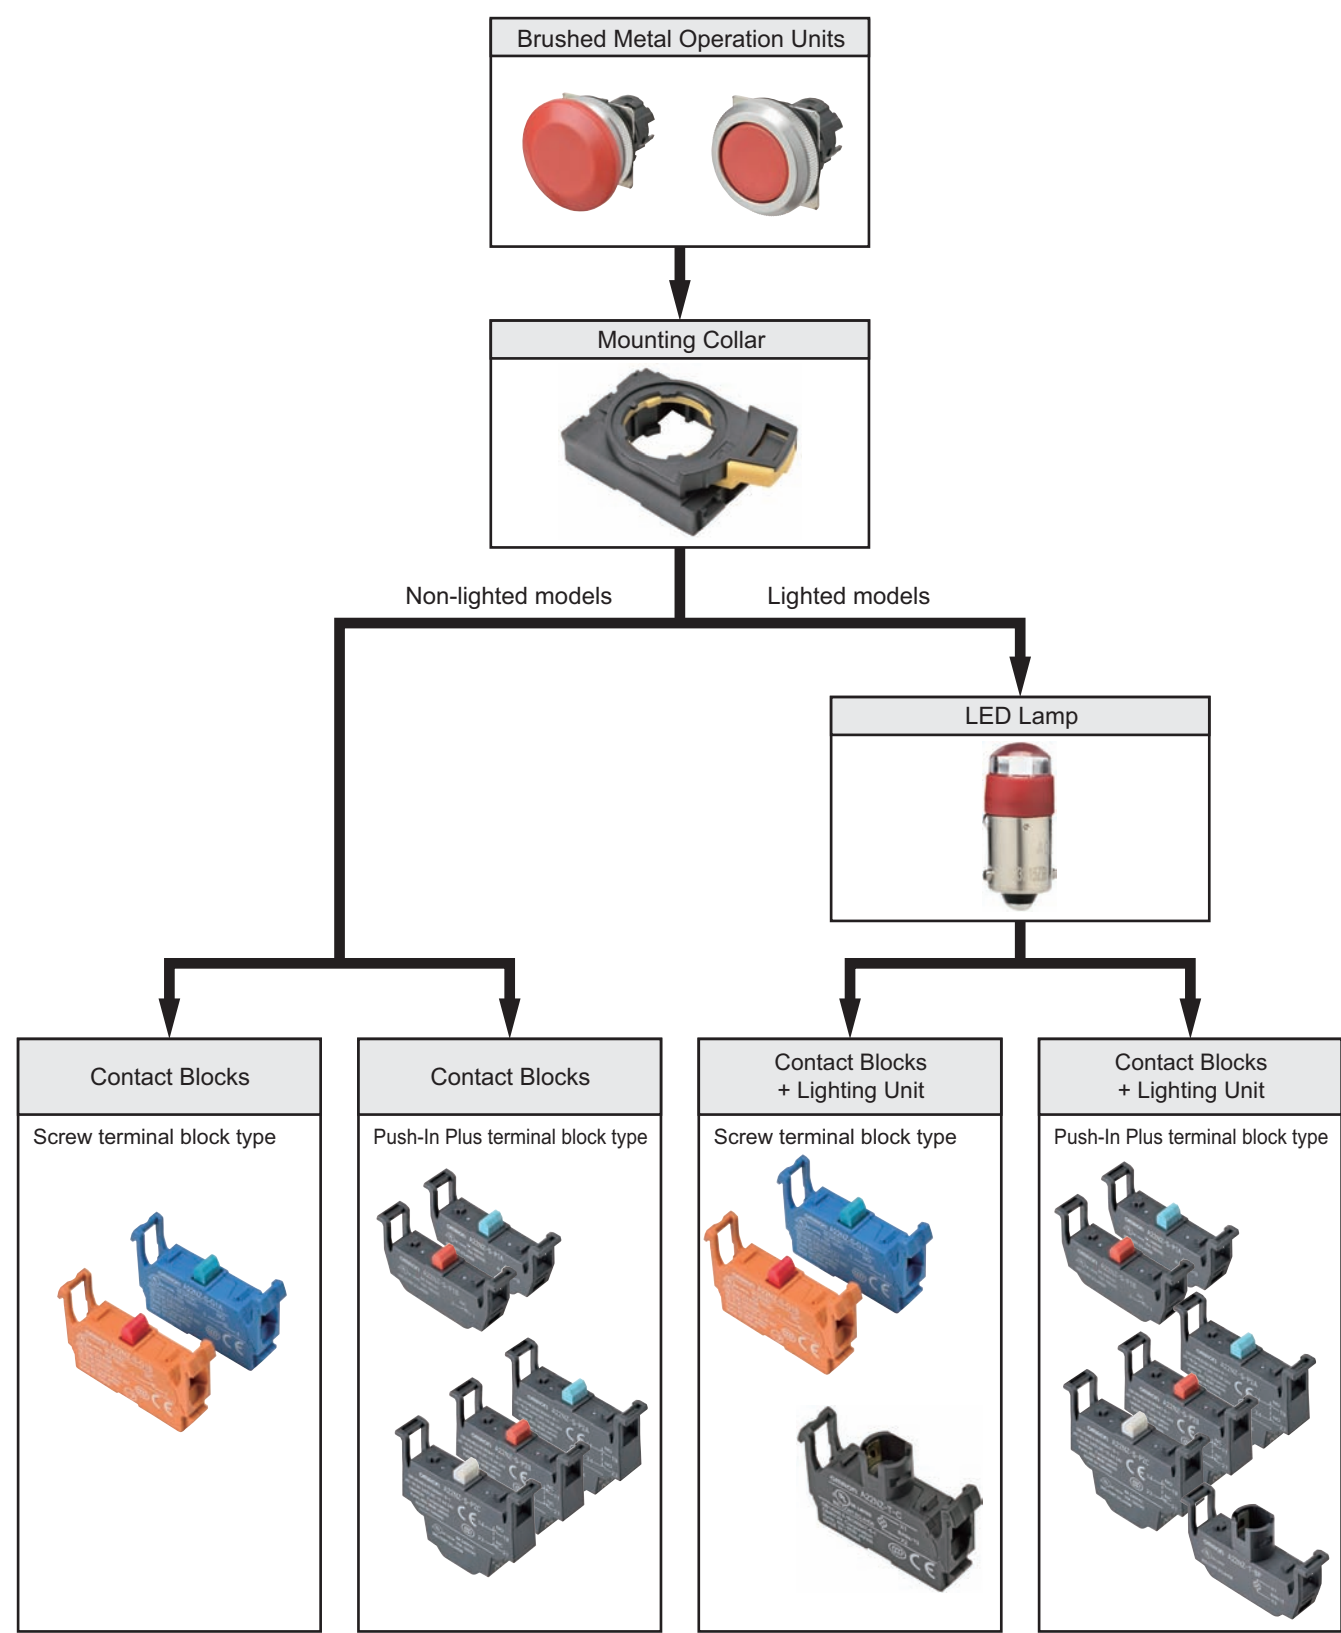 Brushed Metal Operation Units
Mounting Collar
Non-lighted models
Lighted models
LED Lamp
Contact Blocks
Contact Blocks
Contact Blocks
+ Lighting Unit
Contact Blocks
+ Lighting Unit
Screw terminal block type
Push-In Plus terminal block type
Screw terminal block type
Push-In Plus terminal block type